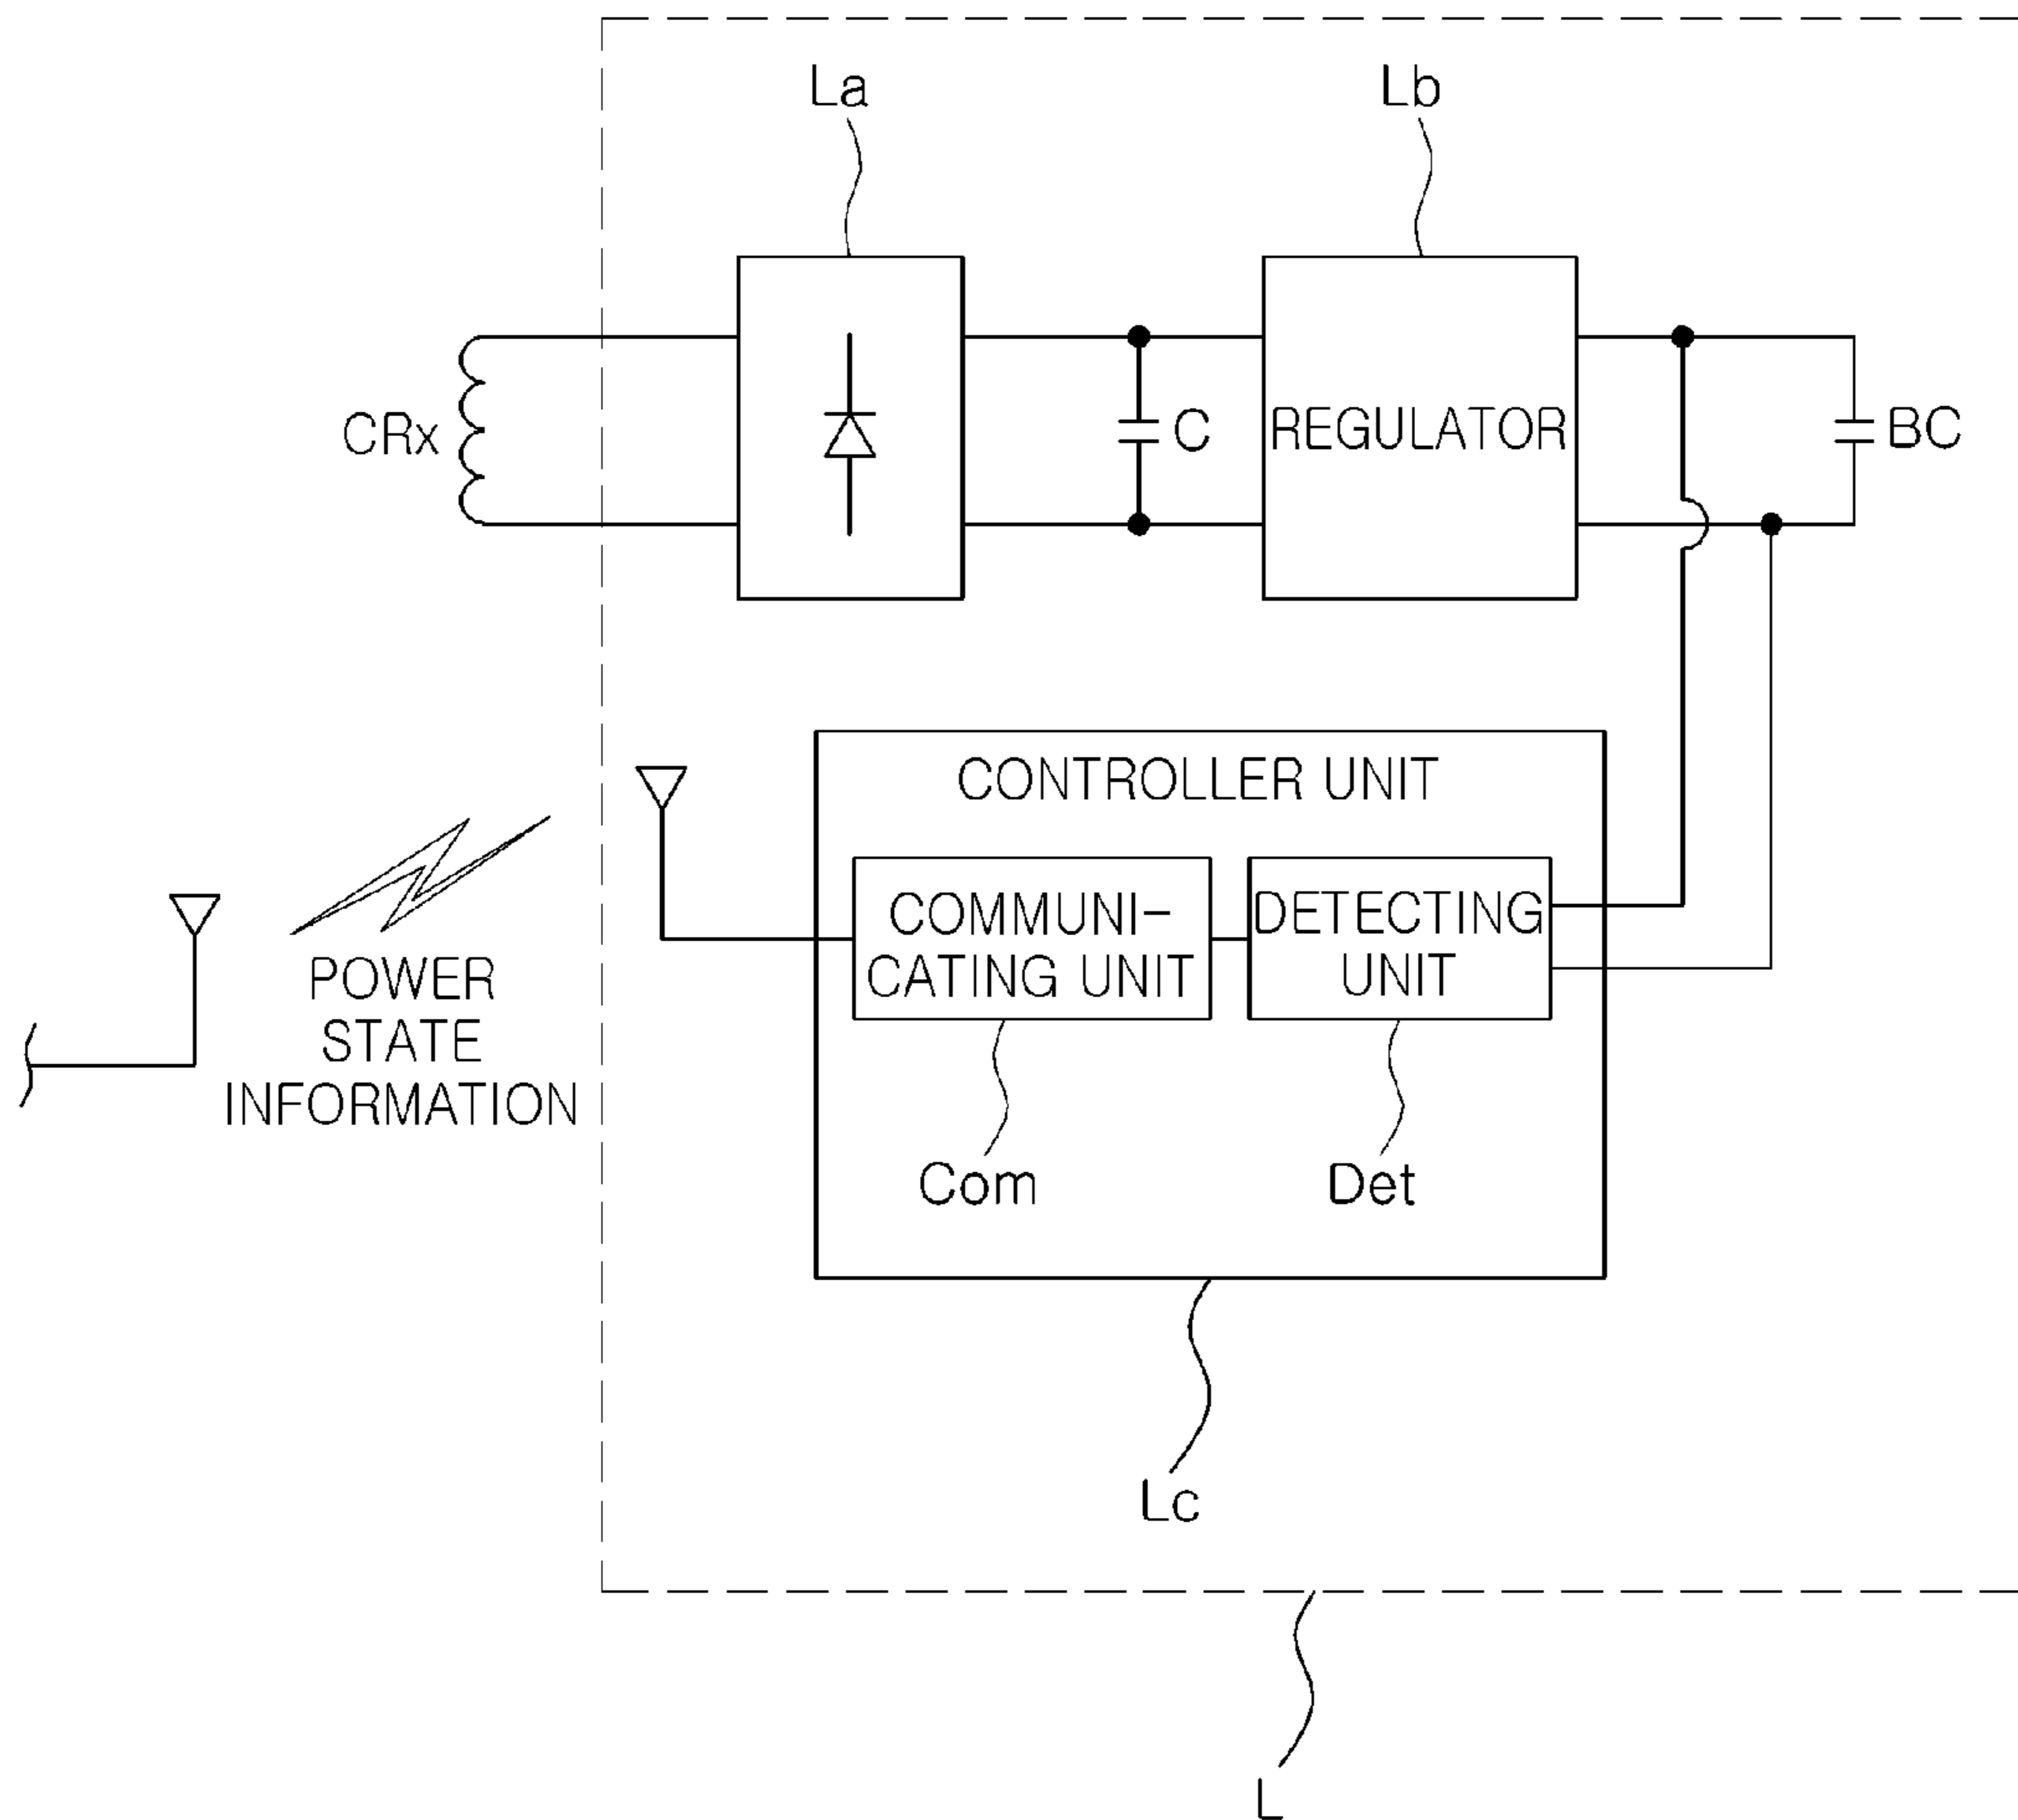 La
Lb
CRx
C
REGULATOR
BC
CONTROLLER UNIT
COMMUNI-
CATING UNIT
DETECTING
UNIT
POWER
STATE
INFORMATION
Com
Det
Lc
L